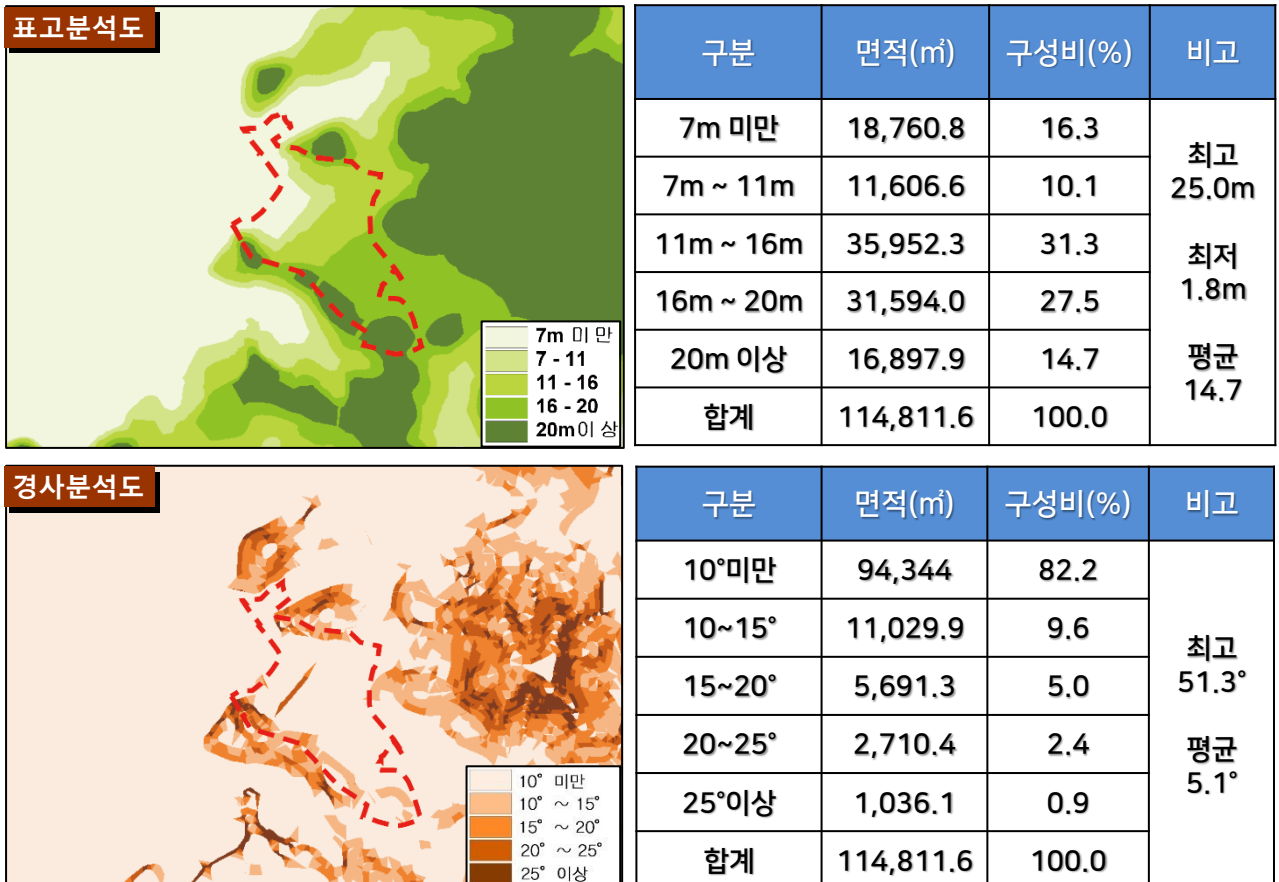 표고분석도
7m 미만
7 - 11
11 - 16
16 - 20
20m이상
구분 면적(㎡) 구성비(%) 비고
7m 미만 18,760.8 16.3
7m ~ 11m 11,606.6 10.1
11m ~ 16m 35,952.3 31.3
16m ~ 20m 31,594.0 27.5
20m 이상 16,897.9 14.7
합계 114,811.6 100.0
최고
25.0m
최저
1.8m
평균
14.7
경사분석도
10° 미만
10° ~ 15°
15° ~ 20°
20° ~ 25°
25° 이상
구분 면적(㎡) 구성비(%) 비고
10°미만 94,344 82.2
10~15° 11,029.9 9.6
15~20° 5,691.3 5.0
20~25° 2,710.4 2.4
25°이상 1,036.1 0.9
합계 114,811.6 100.0
최고
51.3°
평균
5.1°